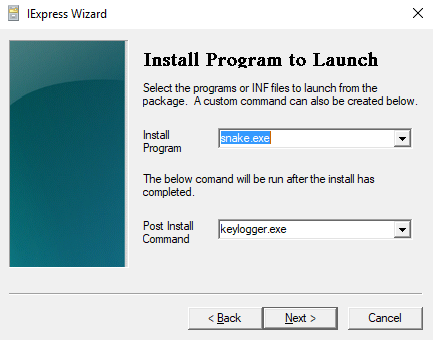 IExpress Wizard
Install Program to Launch
Select the programs or INF files to launch from the
package. A custom command can also be created below.
Install
Program
snake.exe
The below comand will be run after the install has
completed.
Post Install
Command
keylogger.exe
< Back
Next >
Cancel